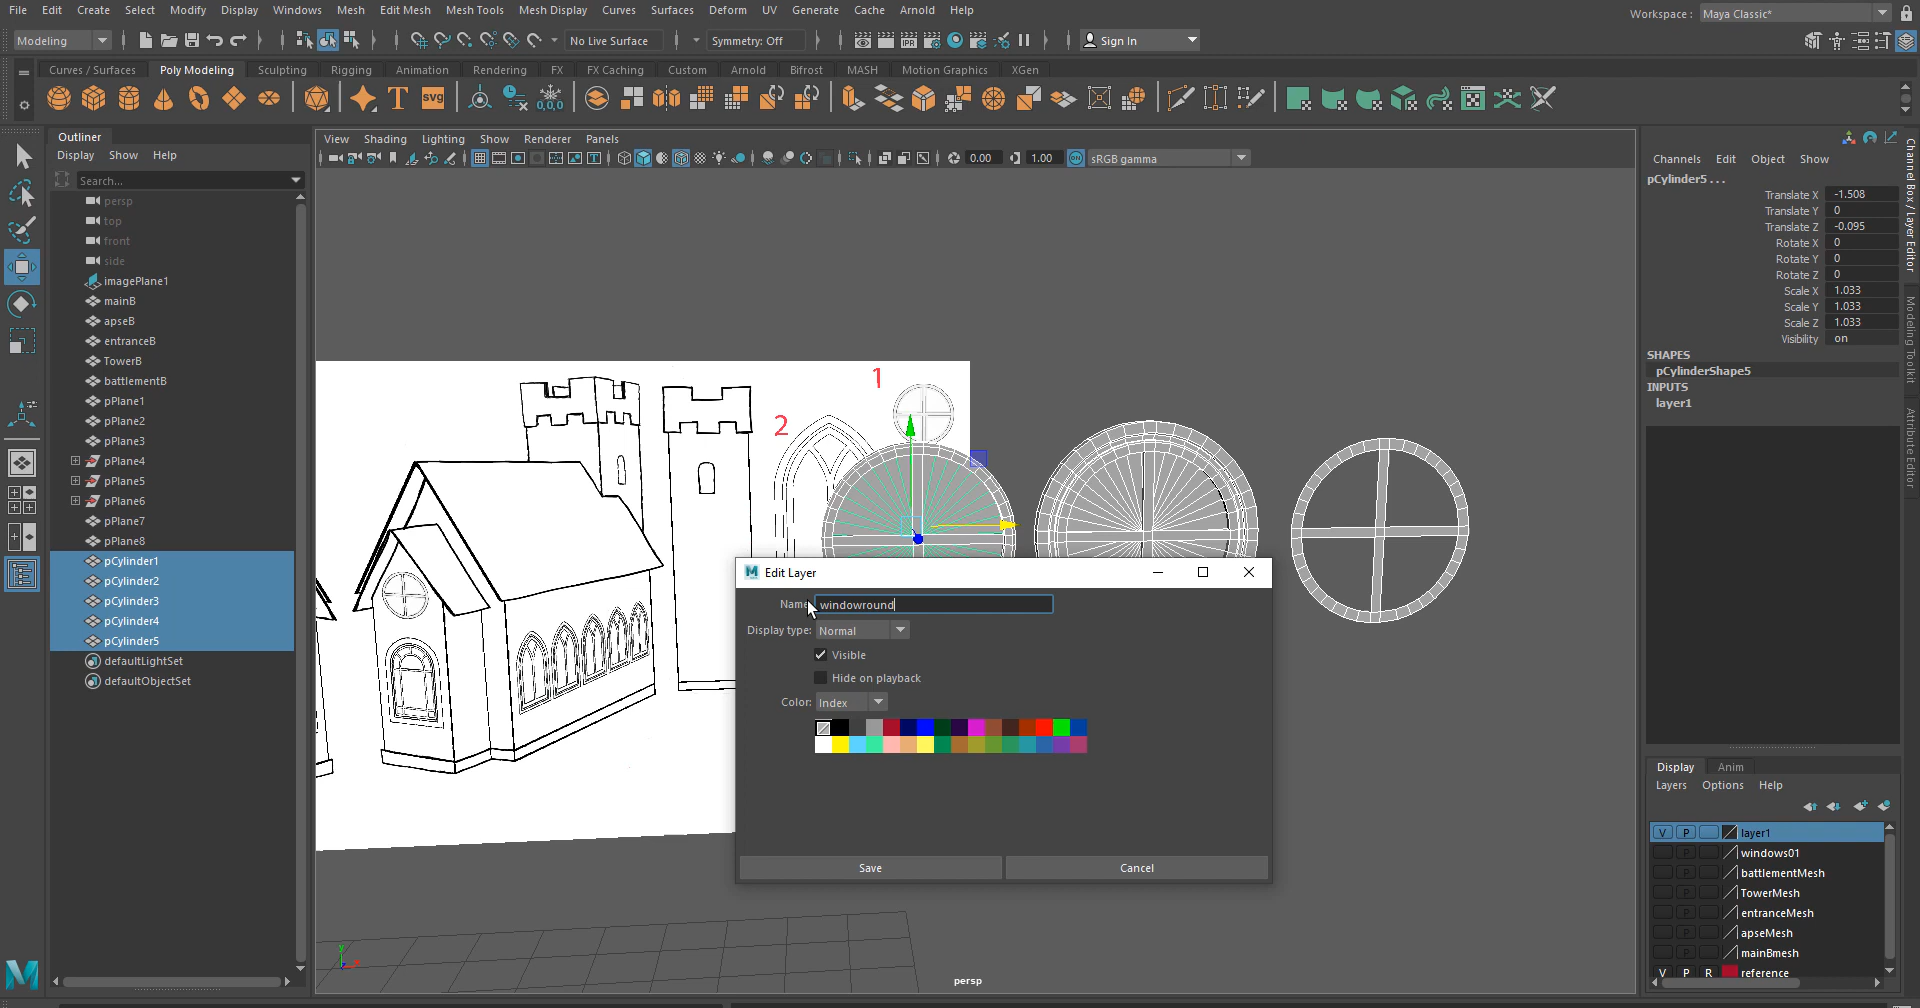 File Edit Create Select Modify Display Windows Mesh Edit Mesh Mesh Tools Mesh Display Curves Surfaces Deform UV Generate Cache Arnold Help
Workspace : Maya Classic*
Modeling
No Live Surface
Symmetry: Off
Sign In
Curves / Surfaces Poly Modeling Sculpting Rigging Animation Rendering FX FX Caching Custom Arnold Bifrost MASH Motion Graphics XGen
Outliner
Display Show Help
Search...
persp
top
front
side
imagePlane1
mainB
apseB
entranceB
TowerB
battlementB
pPlane1
pPlane2
pPlane3
pPlane4
pPlane5
pPlane6
pPlane7
pPlane8
pCylinder1
pCylinder2
pCylinder3
pCylinder4
pCylinder5
defaultLightSet
defaultObjectSet
View Shading Lighting Show Renderer Panels
0.00
1.00
sRGB gamma
1
2
persp
Edit Layer
Name windowround
Display type: Normal
Visible
Hide on playback
Color: Index
Save
Cancel
Channels Edit Object Show
pCylinder5 . . .
Translate X -1.508
Translate Y 0
Translate Z -0.095
Rotate X 0
Rotate Y 0
Rotate Z 0
Scale X 1.033
Scale Y 1.033
Scale Z 1.033
Visibility on
SHAPES
pCylinderShape5
INPUTS
layer1
Display Anim
Layers Options Help
V P layer1
P windows01
P battlementMesh
P TowerMesh
P entranceMesh
P apseMesh
P mainBmesh
V P R reference
Channel Box / Layer Editor
Modeling Toolkit
Attribute Editor